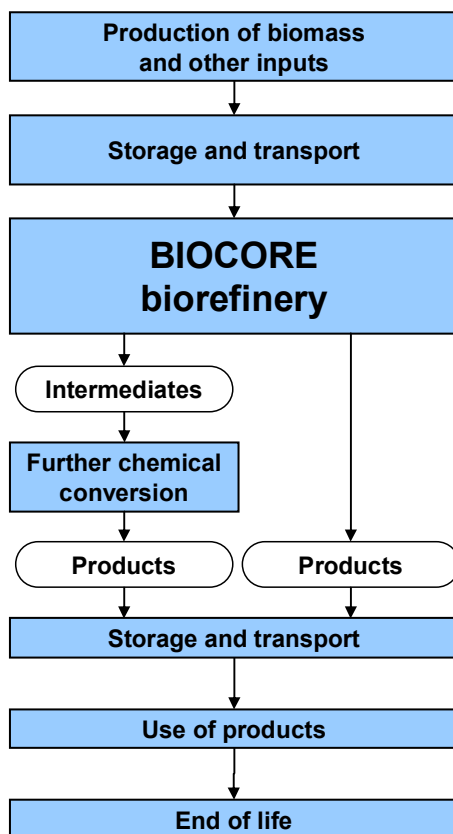 Production of biomass
and other inputs
Storage and transport
BIOCORE
biorefinery
Intermediates
Further chemical
conversion
Products
Products
Storage and transport
Use of products
End of life